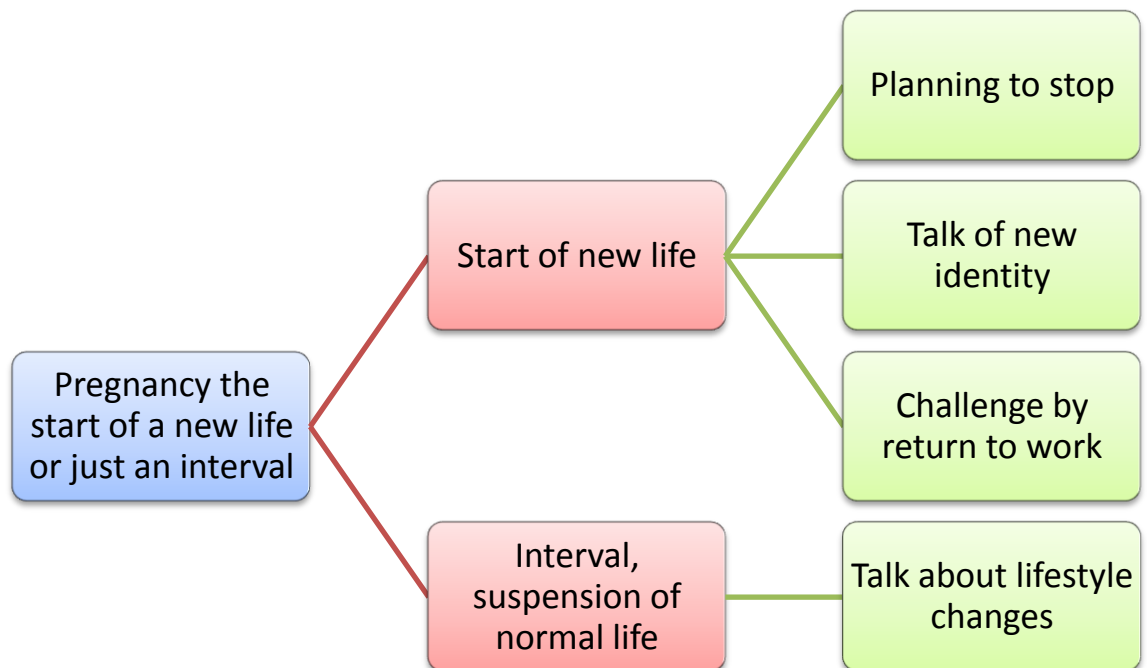 Pregnancy the
start of a new life
or just an interval
Start of new life
Planning to stop
Talk of new
identity
Challenge by
return to work
Interval,
suspension of
normal life
Talk about lifestyle
changes